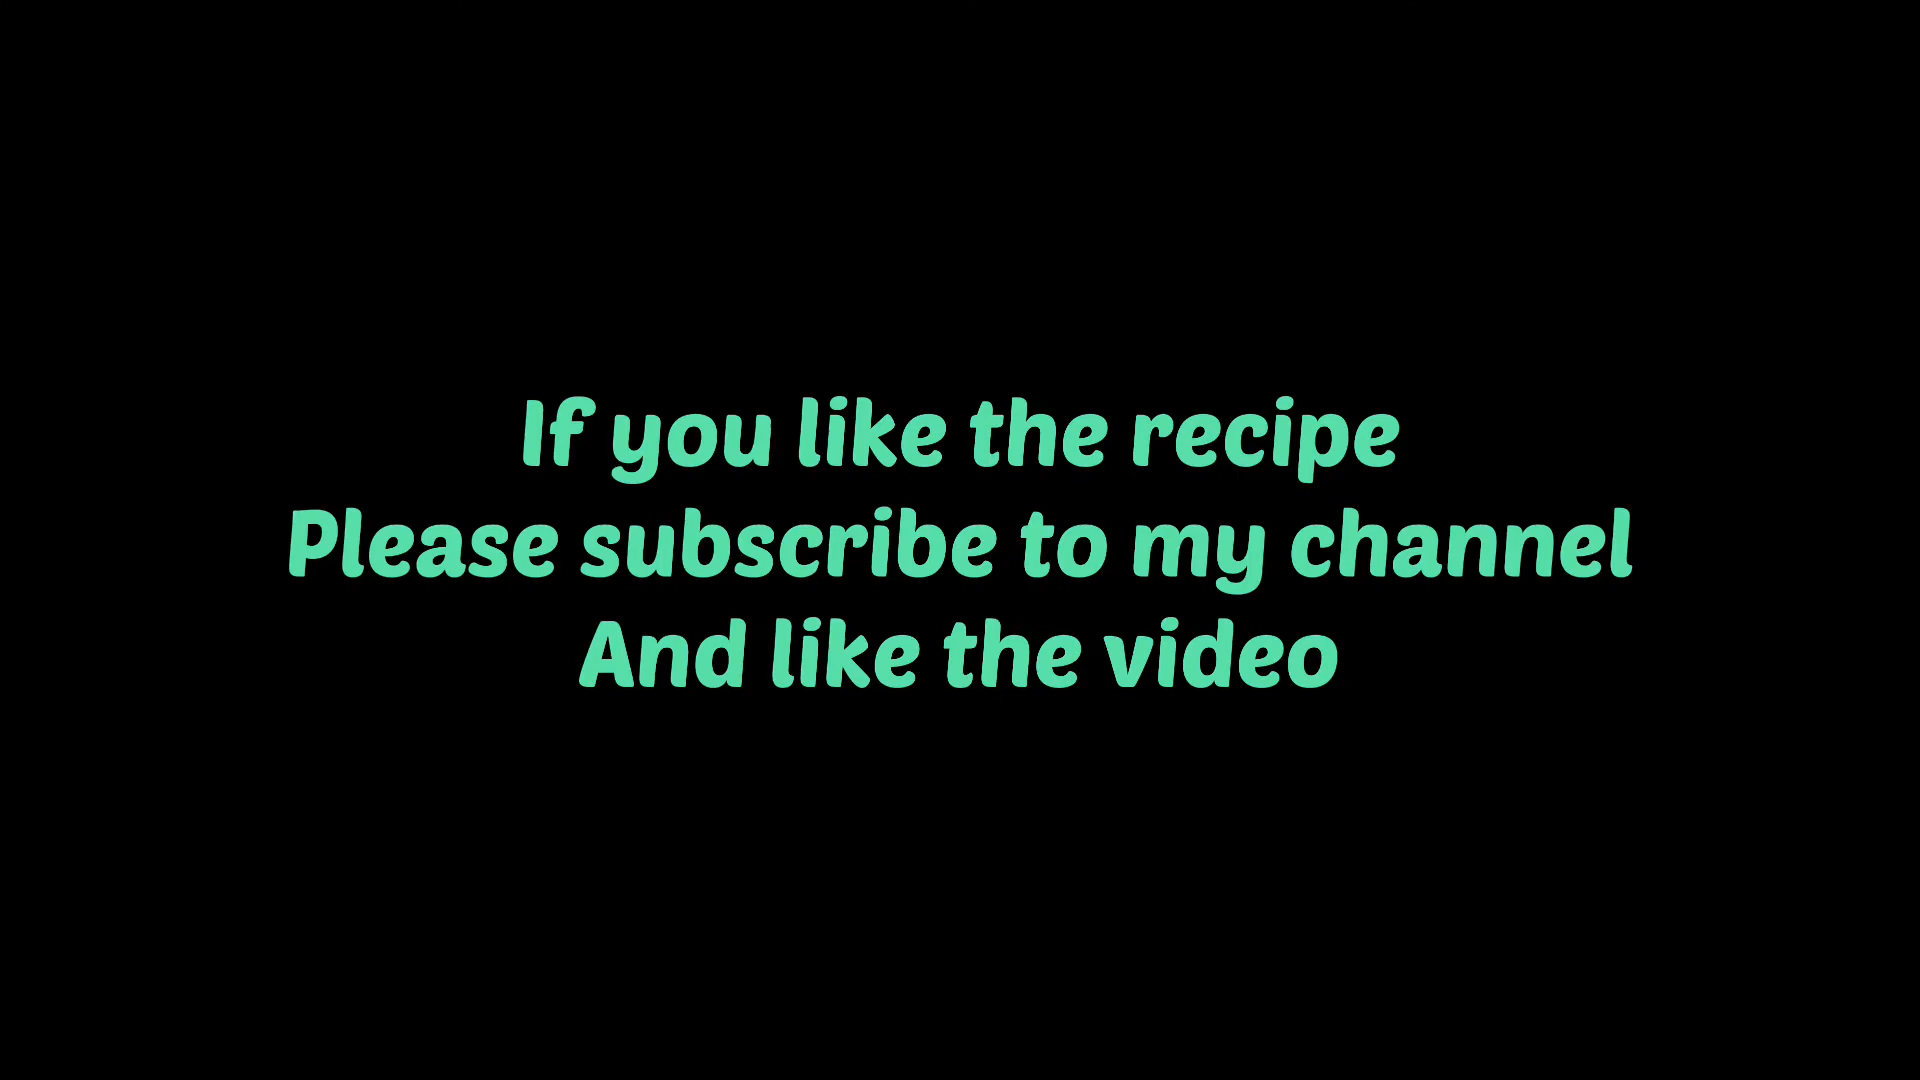 If you like the recipe
Please subscribe to my channel
And like the video